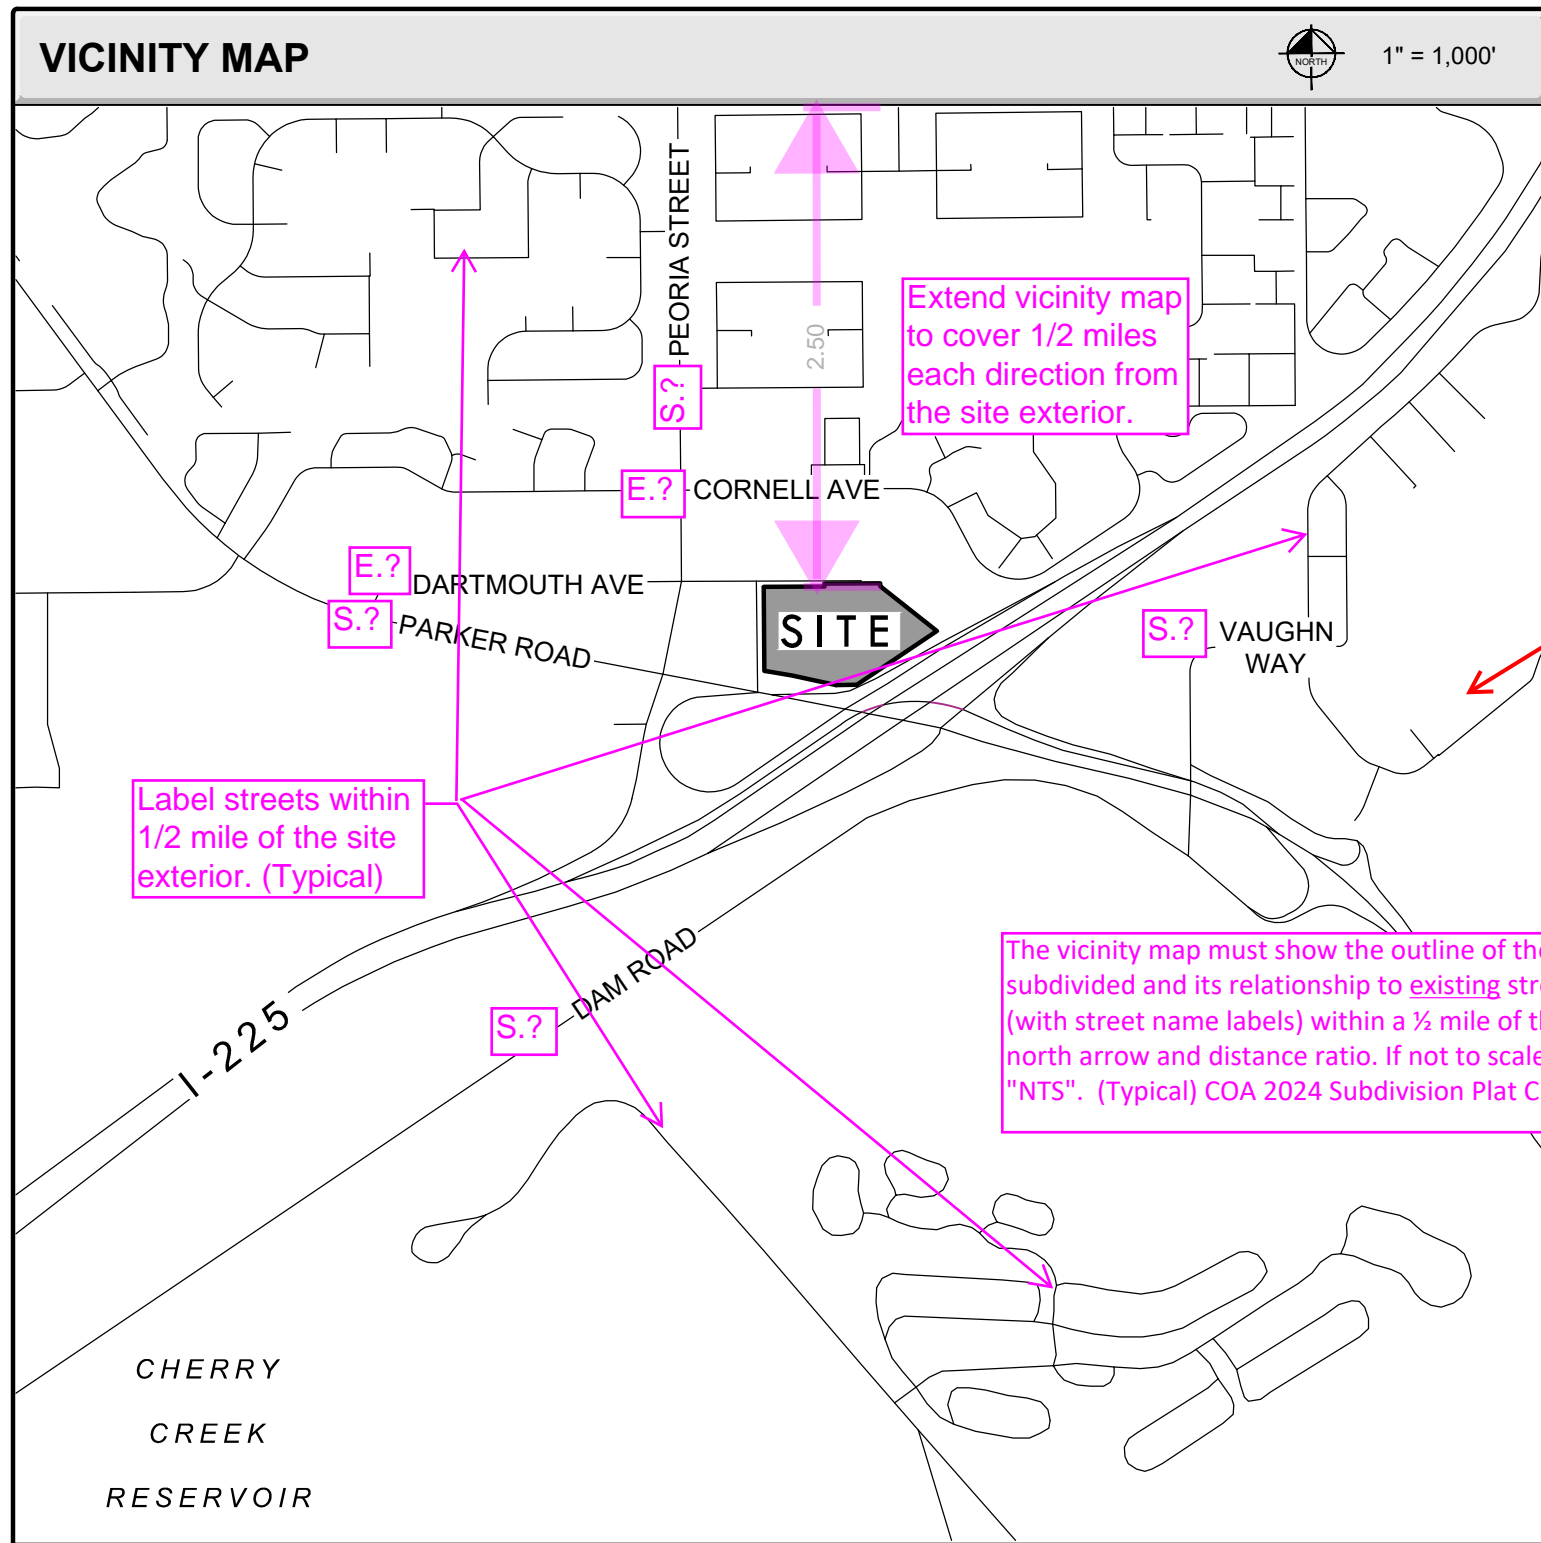 VICINITY MAP
NORTH
1" = 1,000'
PEORIA STREET
S.?
2.50
Extend vicinity map
to cover 1/2 miles
each direction from
the site exterior.
E.?
CORNELL AVE
E.?
DARTMOUTH AVE
S.?
PARKER ROAD
SITE
S.?
VAUGHN
WAY
Label streets within
1/2 mile of the site
exterior. (Typical)
DAM ROAD
S.?
I-225
The vicinity map must show the outline of the
subdivided and its relationship to existing
(with street name labels) within a ½ mile of
north arrow and distance ratio. If not to scale
"NTS". (Typical) COA 2024 Subdivision Plat
CHERRY
CREEK
RESERVOIR